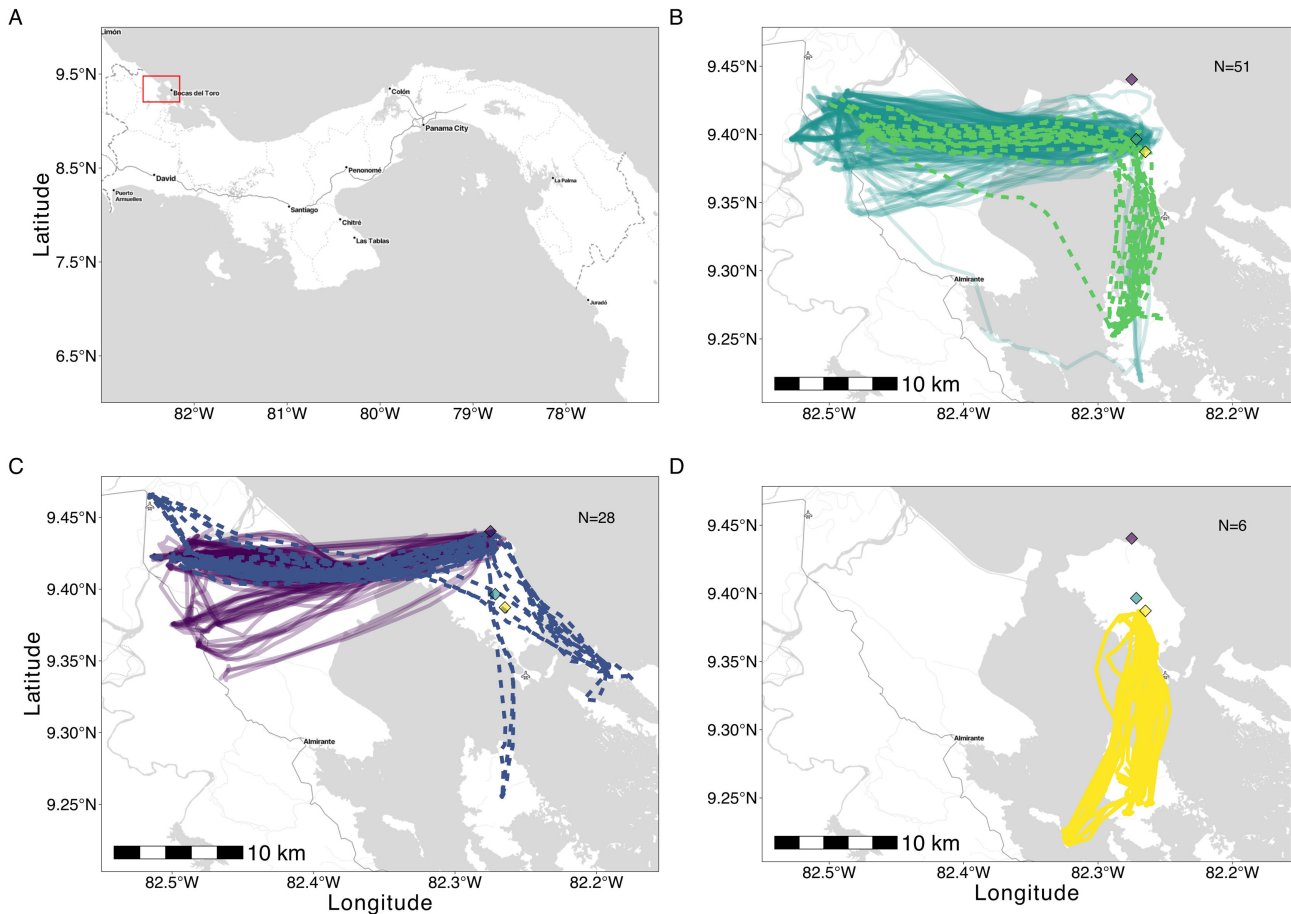 A
Limón
9.5°N
Bocas del Toro
Colón
Panama City
8.5°N
David
Penonomé
La Palma
Puerto
Armuelles
Santiago
Chitré
Las Tablas
7.5°N
Juradó
6.5°N
Latitude
82°W
81°W
80°W
79°W
78°W
B
N=51
9.45°N
9.40°N
9.35°N
9.30°N
9.25°N
Almirante
10 km
82.5°W
82.4°W
82.3°W
82.2°W
C
N=28
9.45°N
9.40°N
9.35°N
9.30°N
9.25°N
Latitude
Almirante
10 km
82.5°W
82.4°W
82.3°W
82.2°W
Longitude
D
N=6
9.45°N
9.40°N
9.35°N
9.30°N
9.25°N
Almirante
10 km
82.5°W
82.4°W
82.3°W
82.2°W
Longitude